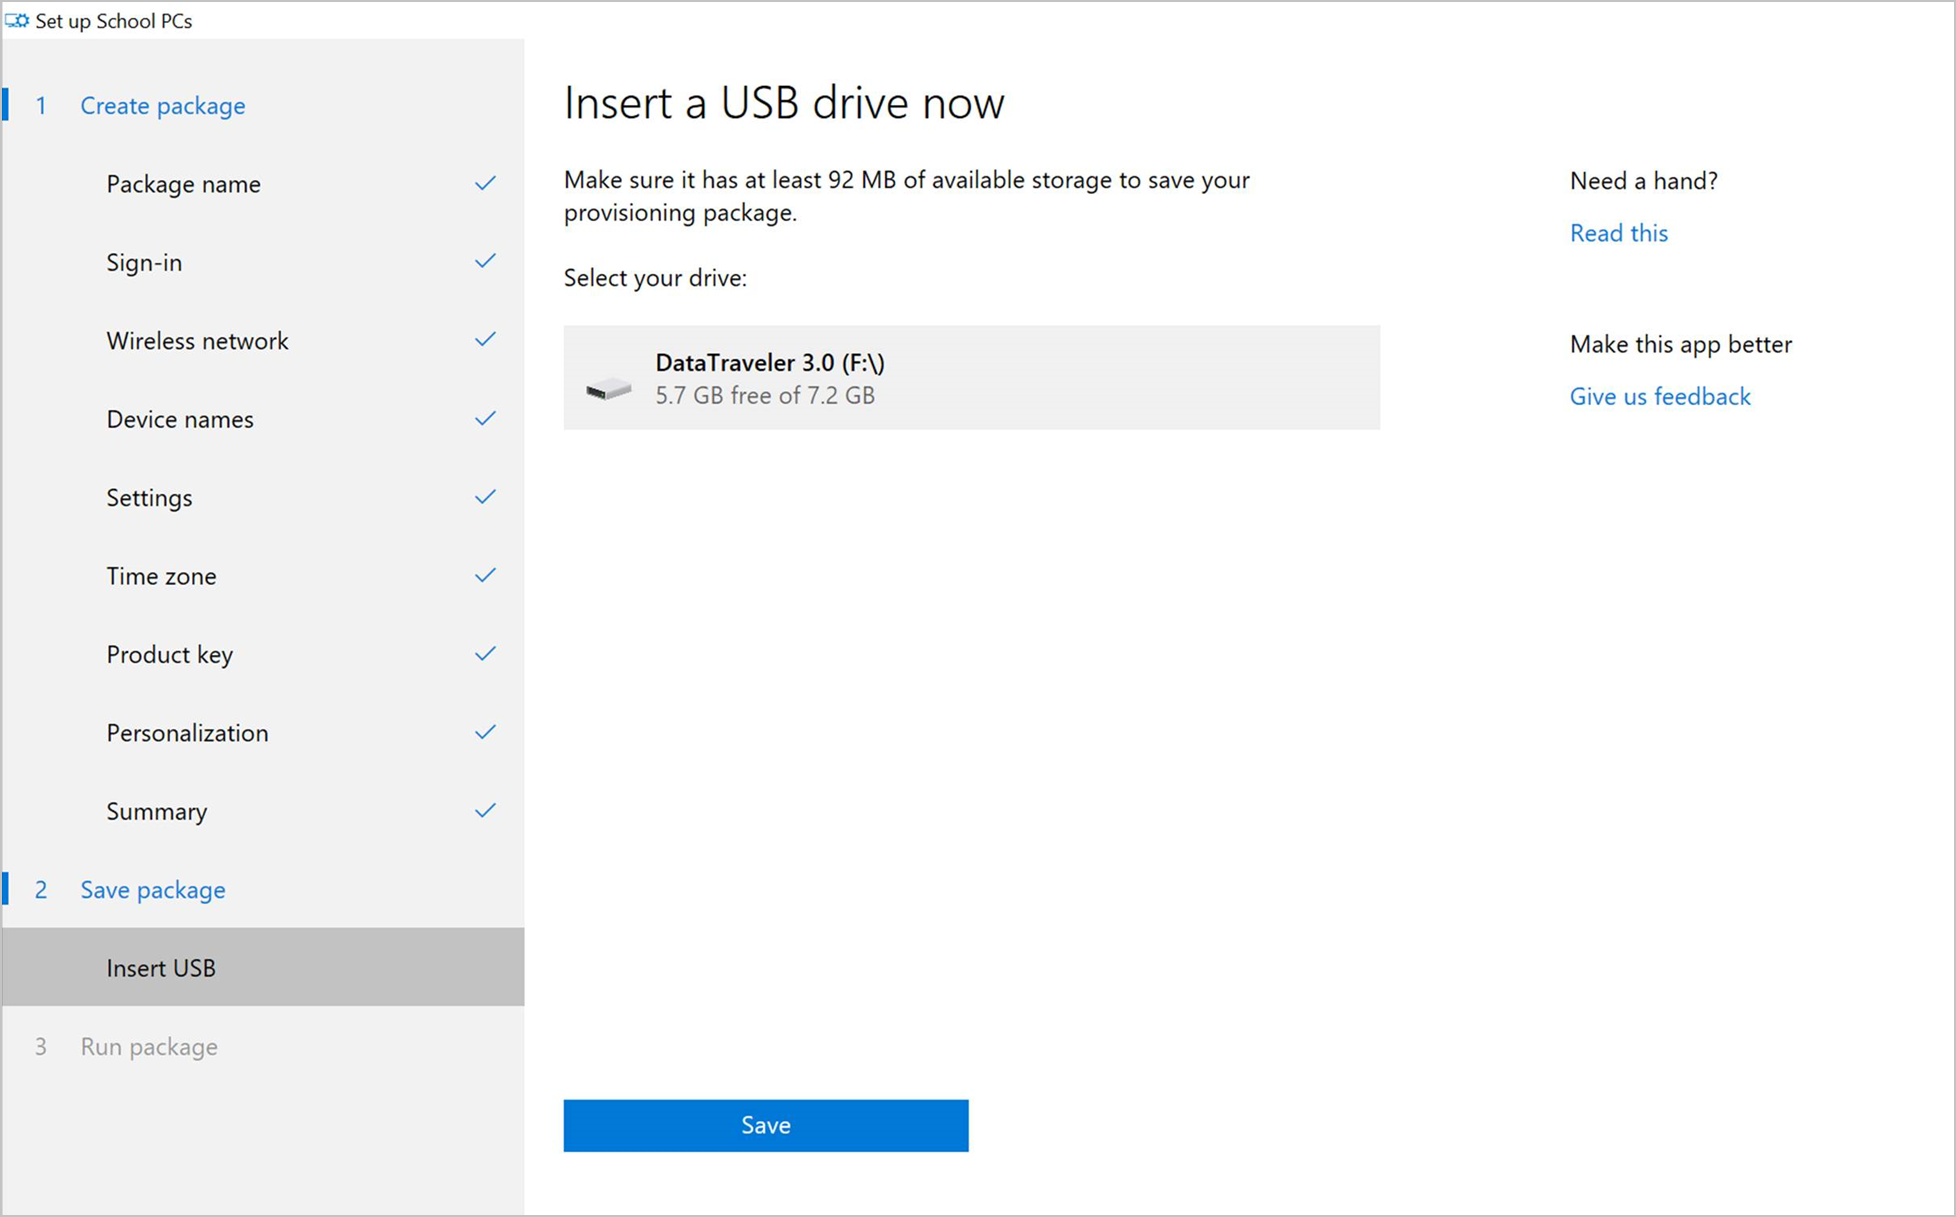 Set up School PCs
1 Create package
Package name
Sign-in
Wireless network
Device names
Settings
Time zone
Product key
Personalization
Summary
2 Save package
Insert USB
3 Run package
Insert a USB drive now
Make sure it has at least 92 MB of available storage to save your
provisioning package.
Select your drive:
DataTraveler 3.0 (F:\)
5.7 GB free of 7.2 GB
Save
Need a hand?
Read this
Make this app better
Give us feedback